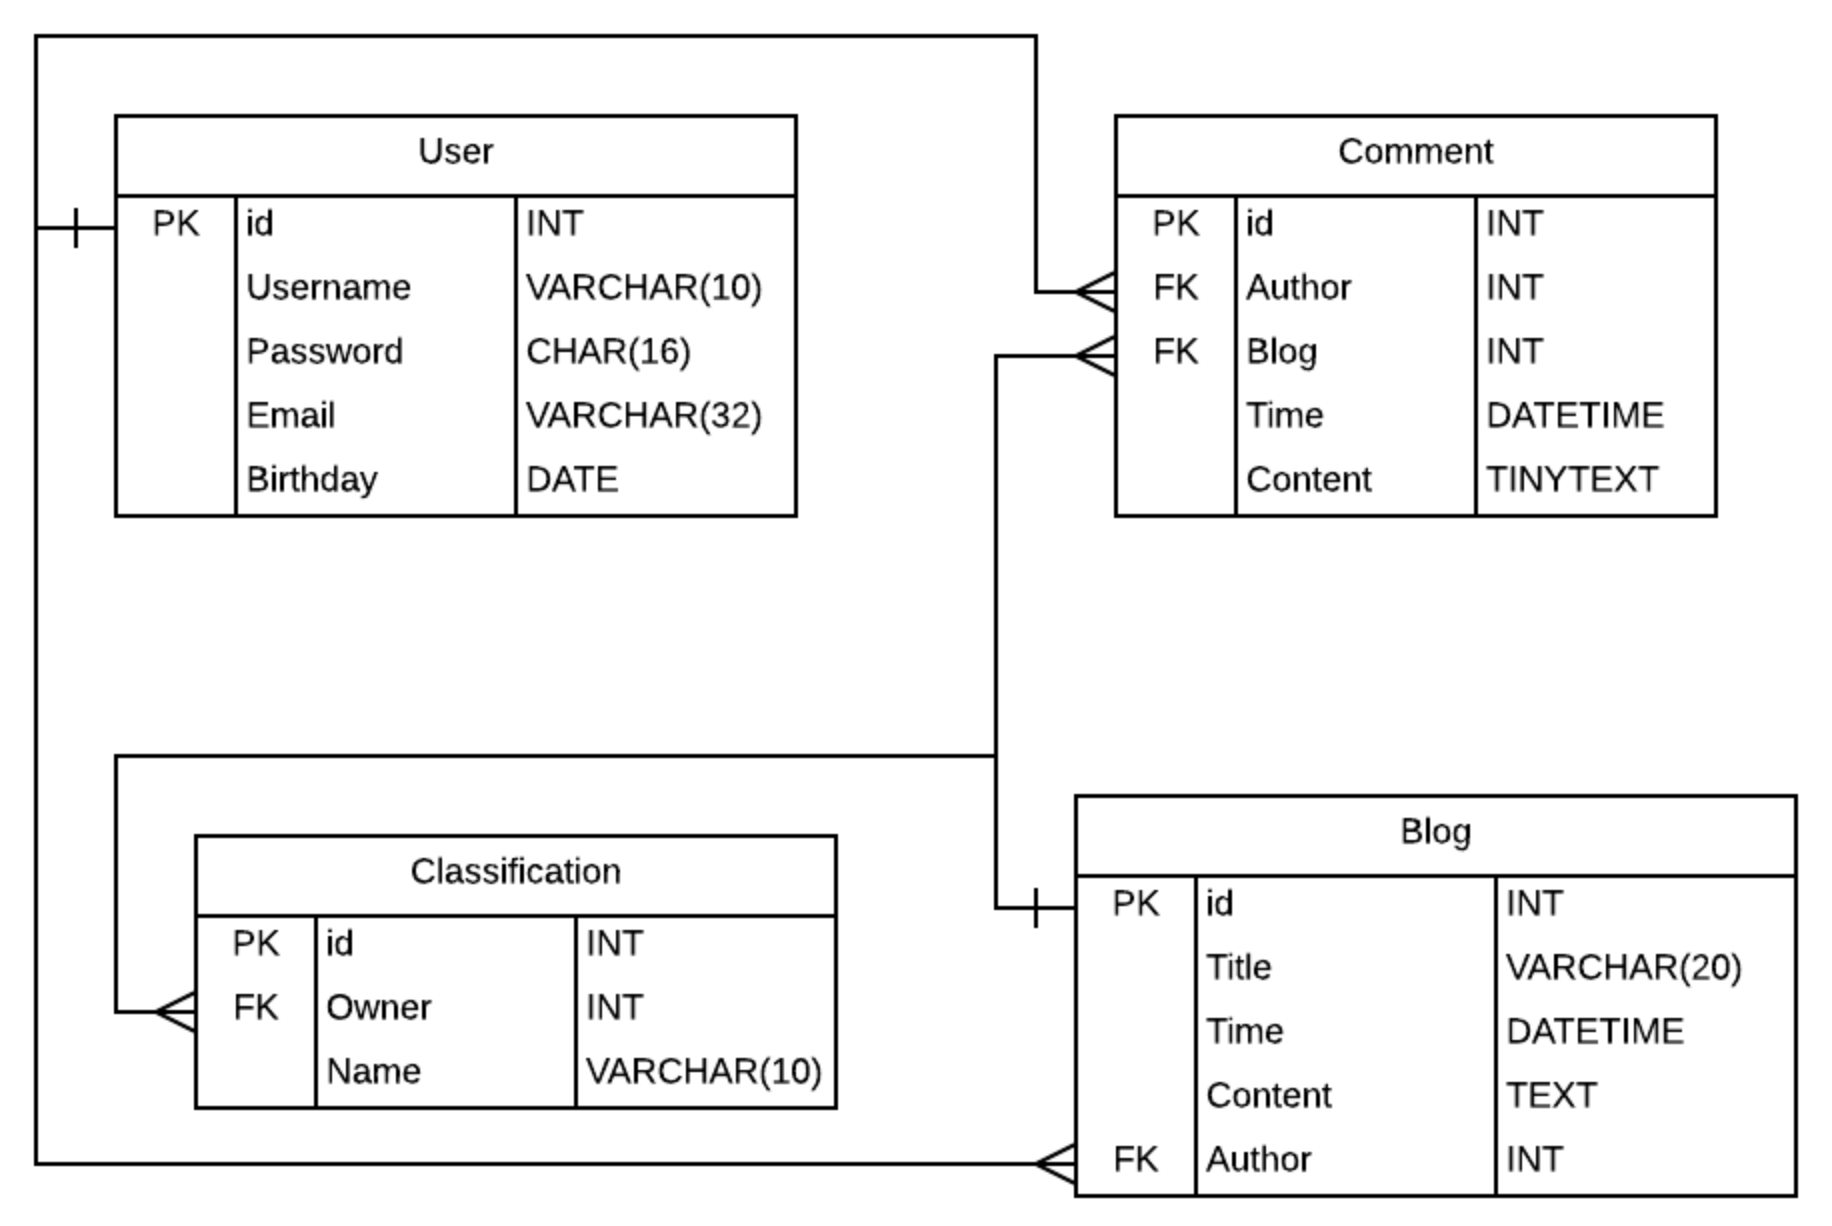 User
PK id INT
Username VARCHAR(10)
Password CHAR(16)
Email VARCHAR(32)
Birthday DATE
Comment
PK id INT
FK Author INT
FK Blog INT
Time DATETIME
Content TINYTEXT
Classification
PK id INT
FK Owner INT
Name VARCHAR(10)
Blog
PK id INT
Title VARCHAR(20)
Time DATETIME
Content TEXT
FK Author INT